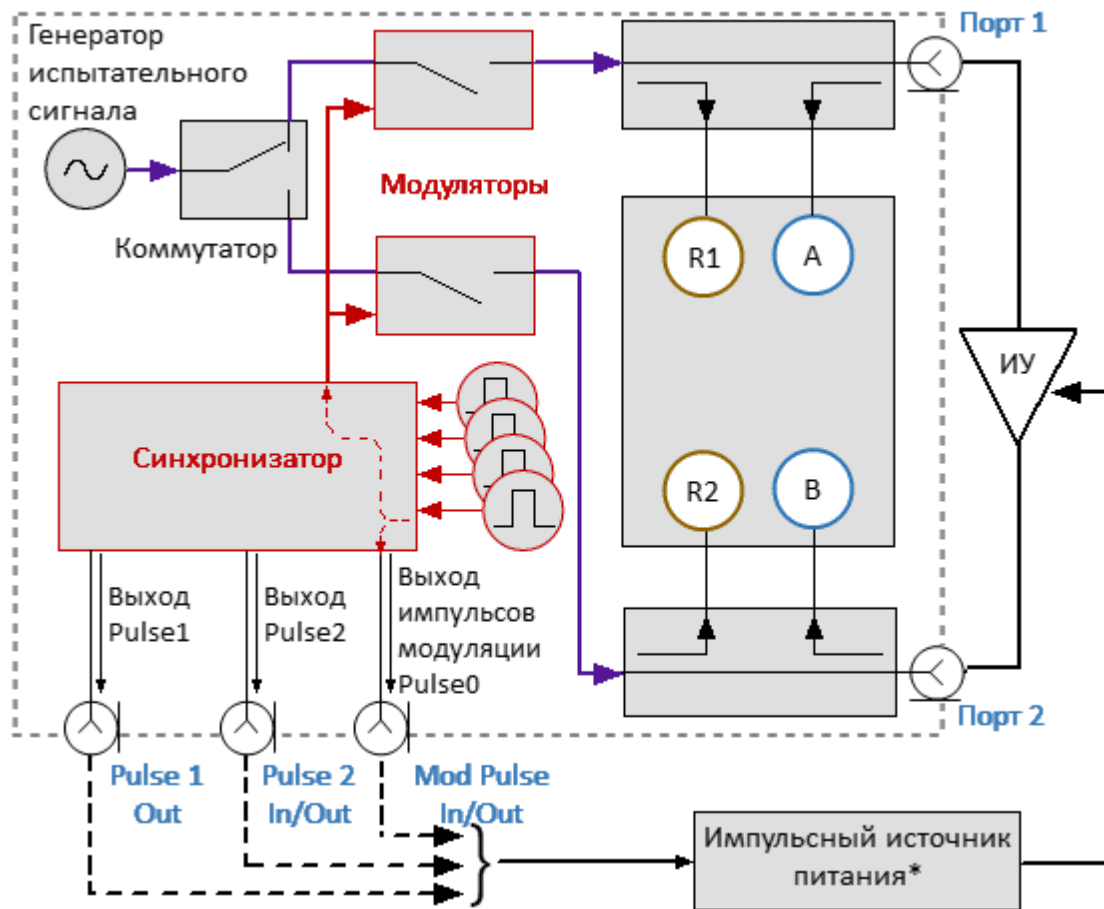 Генератор
испытательного
сигнала
Порт 1
Модуляторы
Коммутатор
R1
A
ИУ
Синхронизатор
R2
B
Выход
Pulse1
Выход
Pulse2
Выход
импульсов
модуляции
Pulse0
Порт 2
Pulse 1
Out
Pulse 2
In/Out
Mod Pulse
In/Out
Импульсный источник
питания*